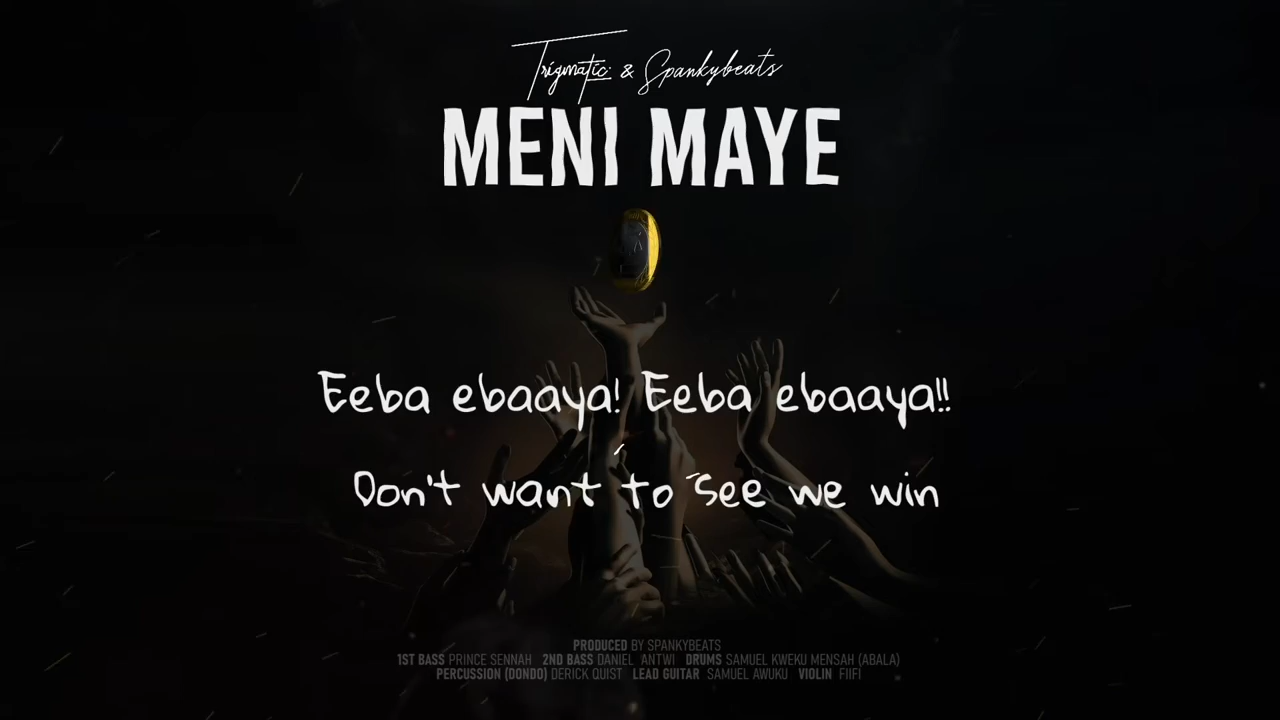 Trigmatic & Spankybeats
MENI MAYE
Eeba ebaaya! Eeba ebaaya!!
Don't want to see we win
PRODUCED BY SPANKYBEATS
1ST BASS PRINCE SENNAH 2ND BASS DANIEL ANTWI DRUMS SAMUEL KWEKU MENSAH (ABALA)
PERCUSSION (DONDO) DERICK QUIST LEAD GUITAR SAMUEL AWUKU VIOLIN FIIFI